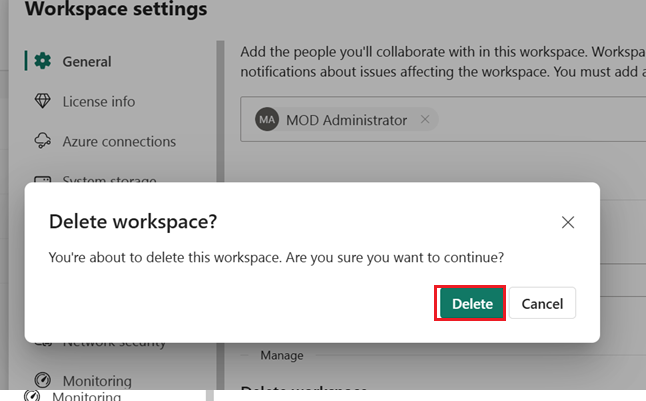 Workspace settings
General
License info
Azure connections
System storage
Add the people you'll collaborate with in this workspace. Workspa
notifications about issues affecting the workspace. You must add a
MA MOD Administrator
Delete workspace?
You're about to delete this workspace. Are you sure you want to continue?
Delete Cancel
Network security
Monitoring
Monitoring
Manage
Delete workspace